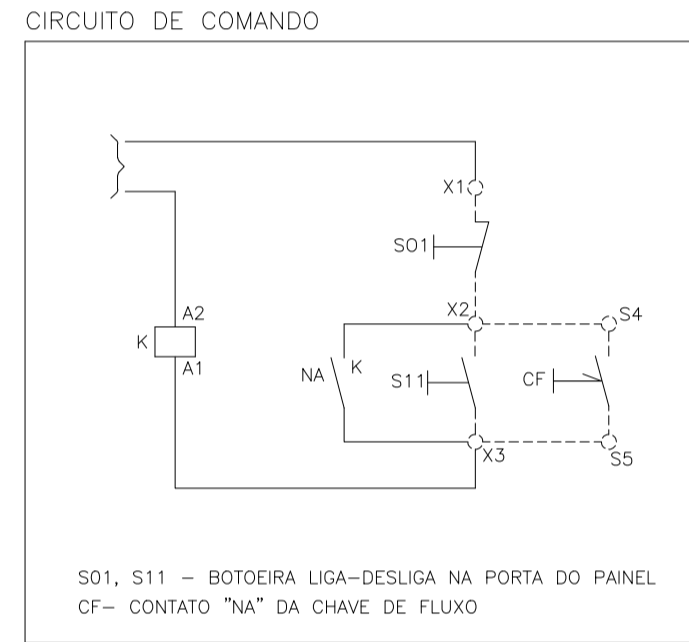 CIRCUITO DE COMANDO
X1
S01
X2
S4
A2
K
A1
NA
K
S11
CF
X3
S5
S01, S11 – BOTOEIRA LIGA–DESLIGA NA PORTA DO PAINEL
CF– CONTATO "NA" DA CHAVE DE FLUXO